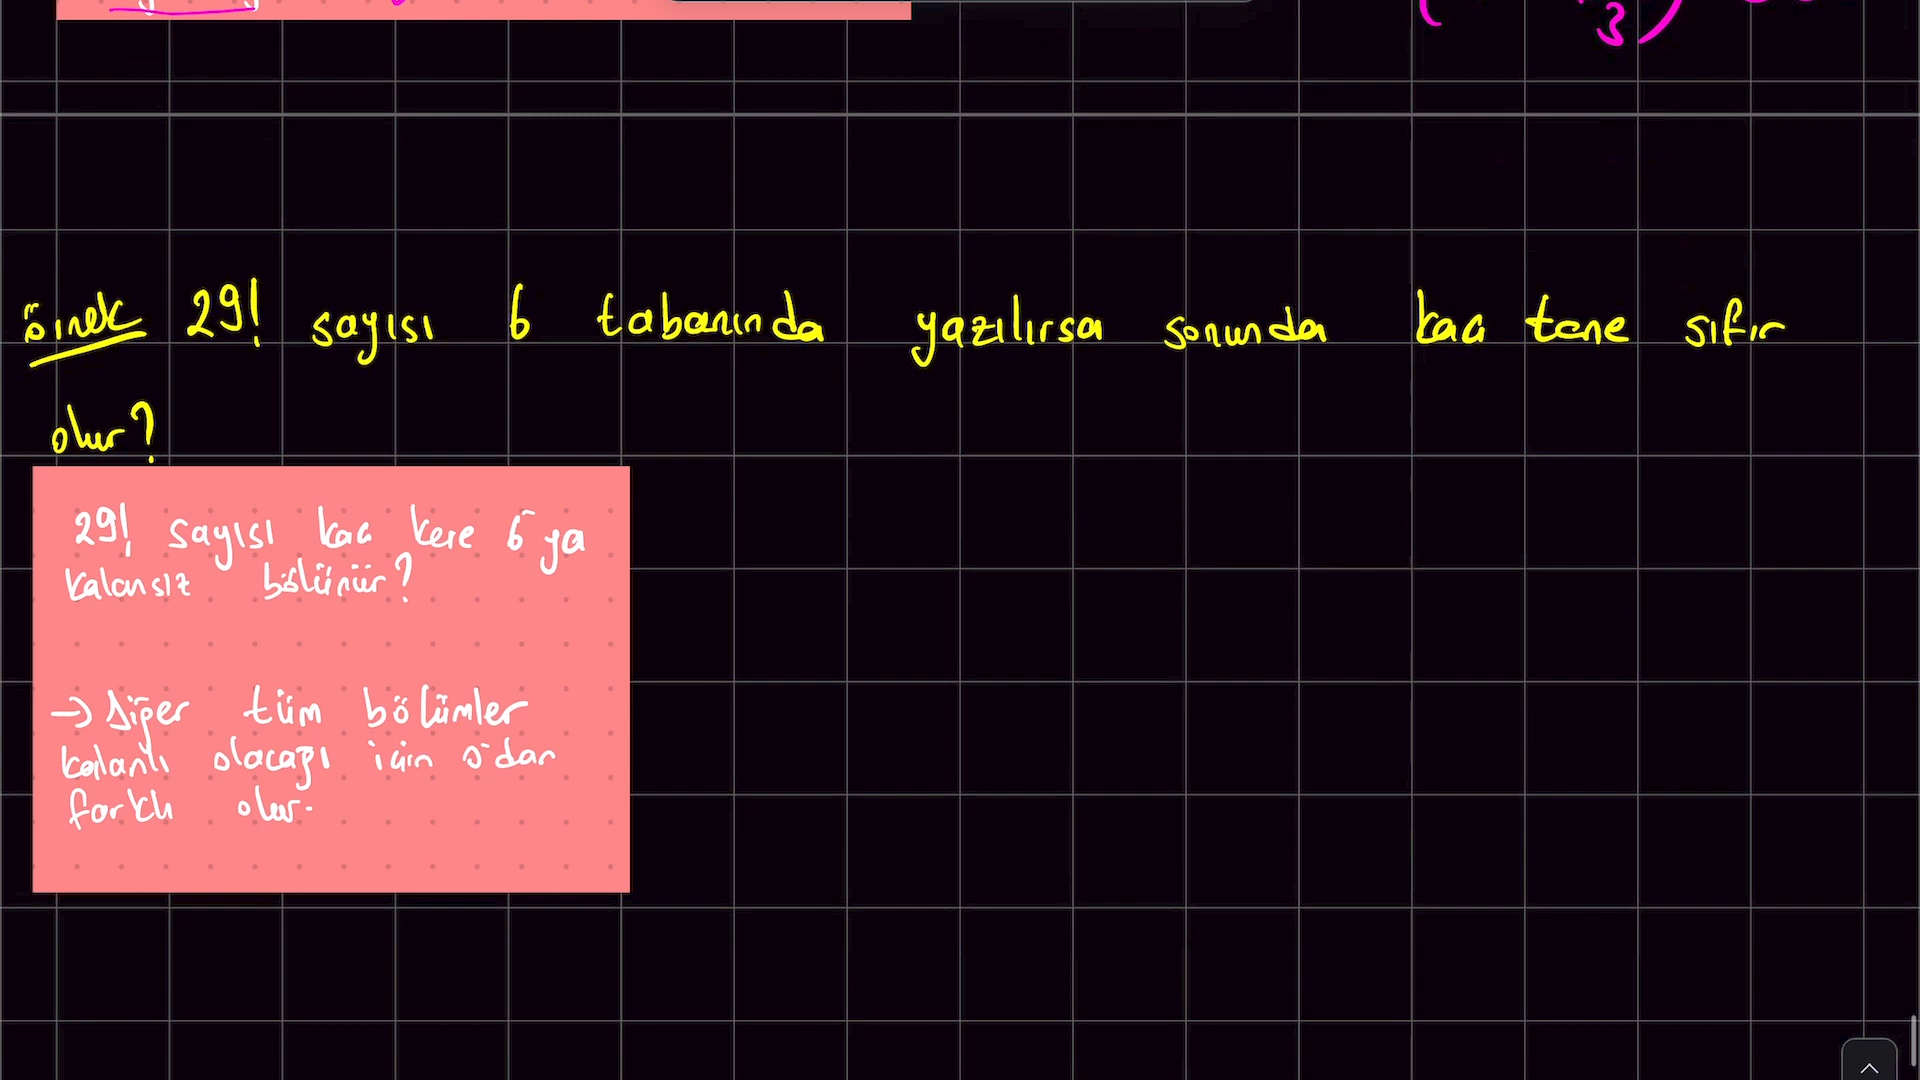 3
örnek 29! sayısı 6 tabanında yazılırsa sonunda kaç tane sıfır
olur?
29! sayısı kaç kere 6'ya
kalansız bölünür?
→ Diğer tüm bölümler
kalanlı olacağı için 0'dan
farklı olur.